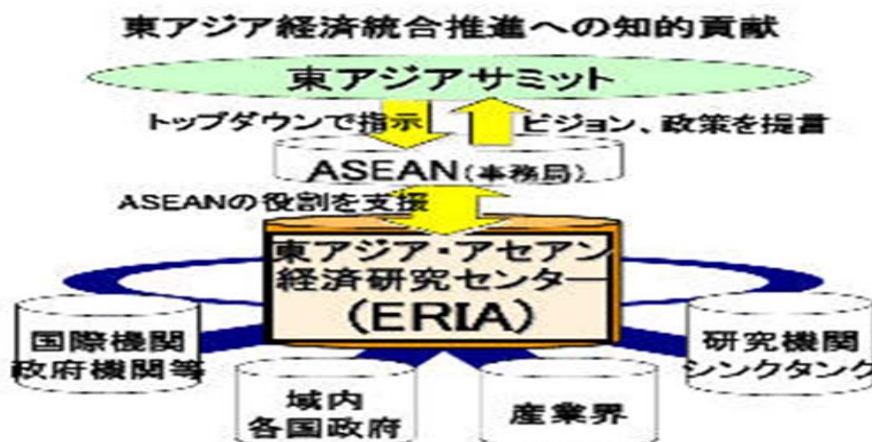 東アジア経済統合推進への知的貢献
東アジアサミット
トップダウンで指示
ビジョン、政策を提言
ASEAN(事務局)
ASEANの役割を支援
東アジア・アセアン
経済研究センター
(ERIA)
国際機関
政府機関等
研究機関
シンクタンク
域内
各国政府
産業界